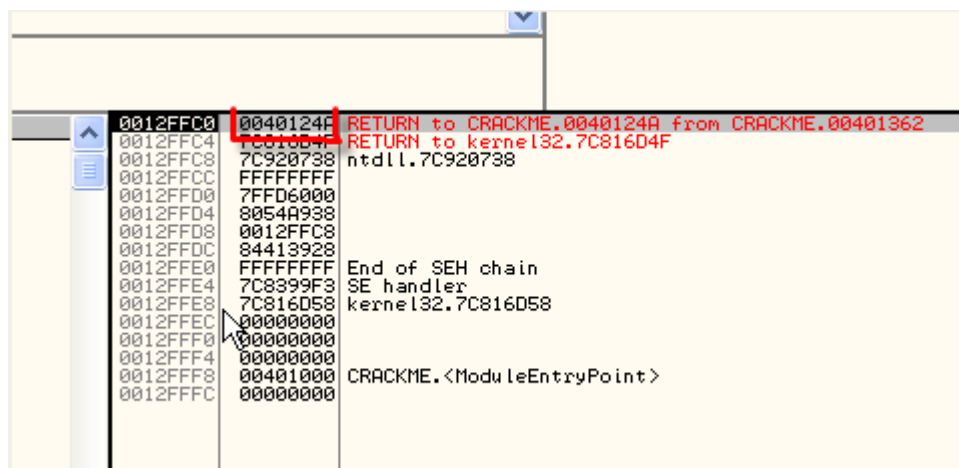 0012FFC0 0040124A RETURN to CRACKME.0040124A from CRACKME.00401362
0012FFC4 7C816D4F RETURN to kernel32.7C816D4F
0012FFC8 7C920738 ntdll.7C920738
0012FFCC FFFFFFFF
0012FFD0 7FFD6000
0012FFD4 8054A938
0012FFD8 0012FFC8
0012FFDC 84413928
0012FFE0 FFFFFFFF End of SEH chain
0012FFE4 7C8399F3 SE handler
0012FFE8 7C816D58 kernel32.7C816D58
0012FFEC 00000000
0012FFF0 00000000
0012FFF4 00000000
0012FFF8 00401000 CRACKME.<ModuleEntryPoint>
0012FFFC 00000000